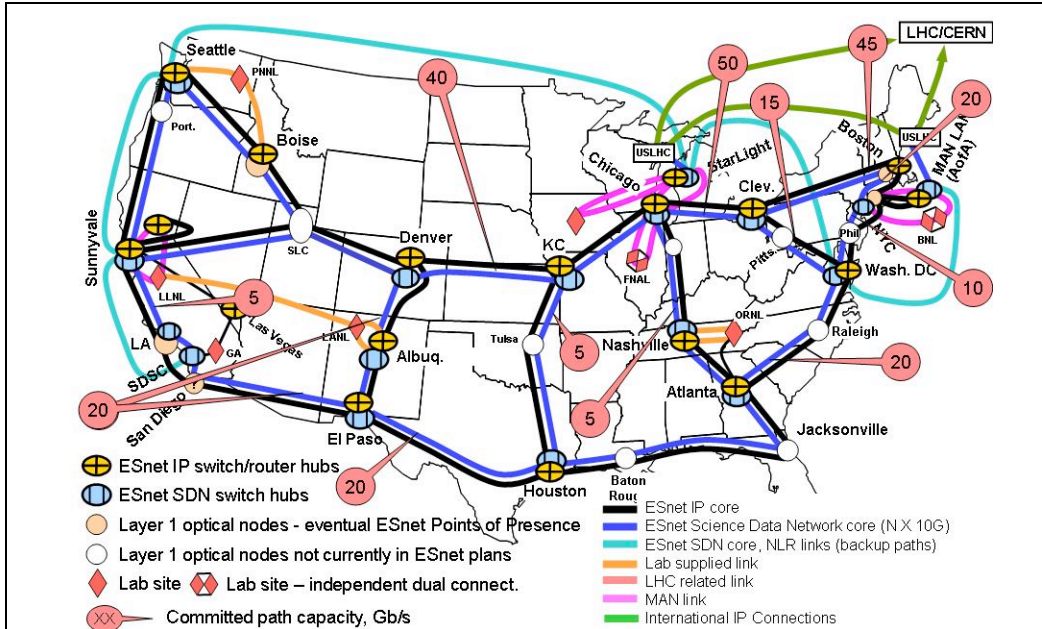 LHC/CERN
Seattle
PNNL
Port.
Boise
40
50
45
15
20
Boston
USLHC
USLHC
MAN LAN
(AofA)
Chicago
StarLight
Clev.
Sunnyvale
SLC
Denver
KC
Pitts.
Phil
NYC
BNL
Wash. DC
FNAL
10
LLNL
5
LA
Las Vegas
LANL
Albuq.
Tulsa
Nashville
ORNL
Raleigh
SDSC
GA
San Diego
20
5
5
20
Atlanta
El Paso
20
Houston
Baton
Roug
Jacksonville
ESnet IP switch/router hubs
ESnet SDN switch hubs
Layer 1 optical nodes - eventual ESnet Points of Presence
Layer 1 optical nodes not currently in ESnet plans
Lab site
Lab site – independent dual connect.
XX
Committed path capacity, Gb/s
ESnet IP core
ESnet Science Data Network core (N X 10G)
ESnet SDN core, NLR links (backup paths)
Lab supplied link
LHC related link
MAN link
International IP Connections